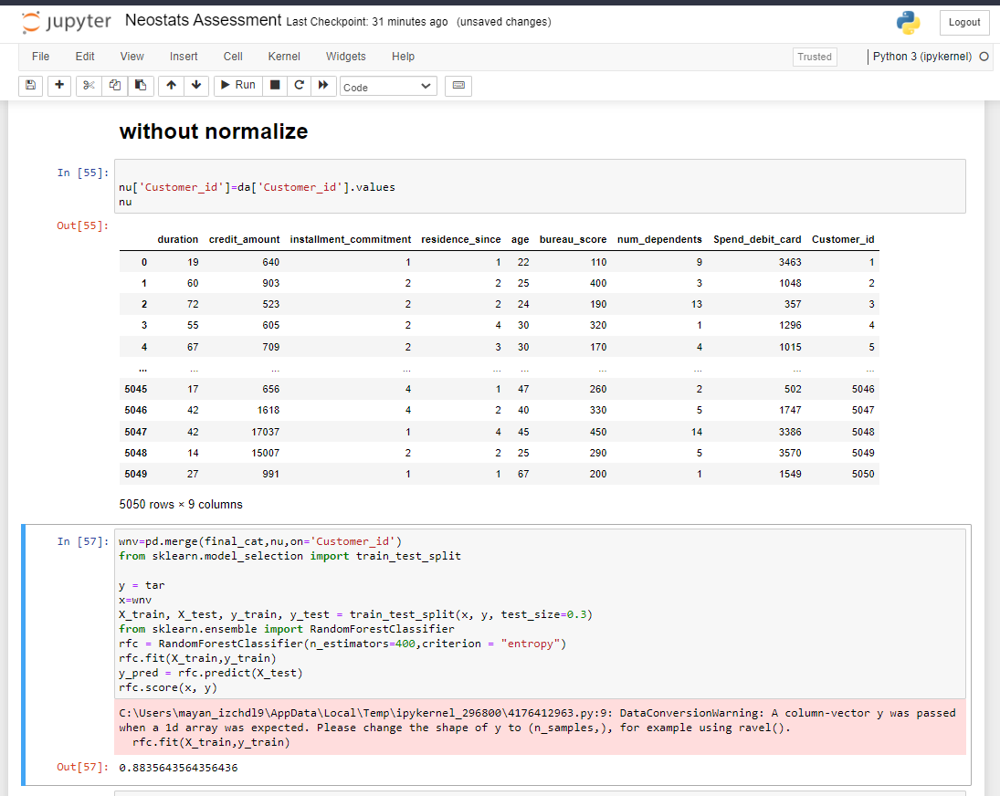 jupyter Neostats Assessment Last Checkpoint: 31 minutes ago (unsaved changes) Logout
File Edit View Insert Cell Kernel Widgets Help Trusted Python 3 (ipykernel)
Run Code
without normalize
In [55]:
nu['Customer_id']=da['Customer_id'].values
nu
Out[55]:
duration credit_amount installment_commitment residence_since age bureau_score num_dependents Spend_debit_card Customer_id
0 19 640 1 1 22 110 9 3463 1
1 60 903 2 2 25 400 3 1048 2
2 72 523 2 2 24 190 13 357 3
3 55 605 2 4 30 320 1 1296 4
4 67 709 2 3 30 170 4 1015 5
... ... ... ... ... ... ... ... ... ...
5045 17 656 4 1 47 260 2 502 5046
5046 42 1618 4 2 40 330 5 1747 5047
5047 42 17037 1 4 45 450 14 3386 5048
5048 14 15007 2 2 25 290 5 3570 5049
5049 27 991 1 1 67 200 1 1549 5050
5050 rows × 9 columns
In [57]: wnv=pd.merge(final_cat,nu,on='Customer_id')
from sklearn.model_selection import train_test_split
y = tar
x=wnv
X_train, X_test, y_train, y_test = train_test_split(x, y, test_size=0.3)
from sklearn.ensemble import RandomForestClassifier
rfc = RandomForestClassifier(n_estimators=400,criterion = "entropy")
rfc.fit(X_train,y_train)
y_pred = rfc.predict(X_test)
rfc.score(x, y)
C:\Users\mayan_izchdl9\AppData\Local\Temp\ipykernel_296800\4176412963.py:9: DataConversionWarning: A column-vector y was passed
when a 1d array was expected. Please change the shape of y to (n_samples,), for example using ravel().
rfc.fit(X_train,y_train)
Out[57]: 0.8835643564356436